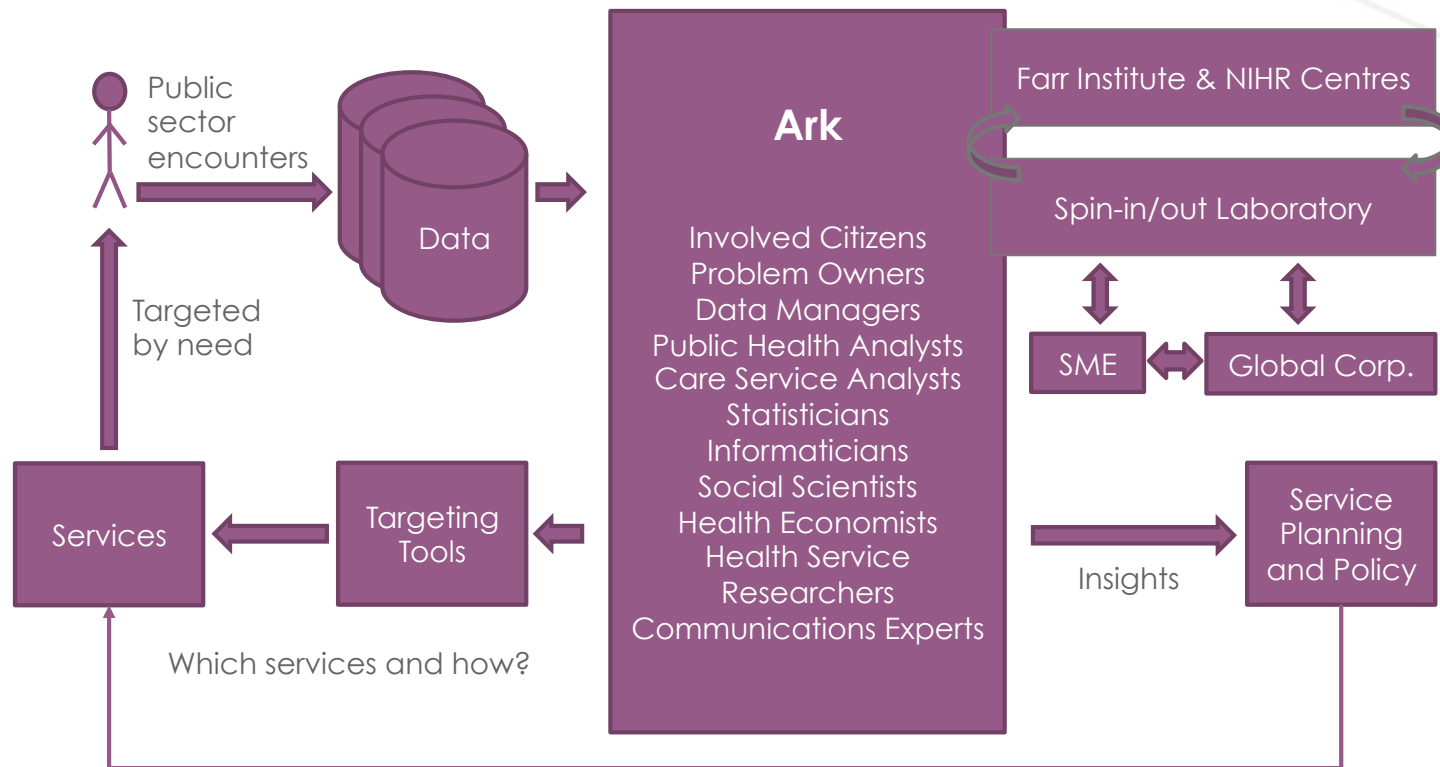 Public
sector
encounters
Data
Targeted
by need
Services
Targeting
Tools
Which services and how?
Ark
Involved Citizens
Problem Owners
Data Managers
Public Health Analysts
Care Service Analysts
Statisticians
Informaticians
Social Scientists
Health Economists
Health Service
Researchers
Communications Experts
Farr Institute & NIHR Centres
Spin-in/out Laboratory
SME
Global Corp.
Insights
Service
Planning
and Policy